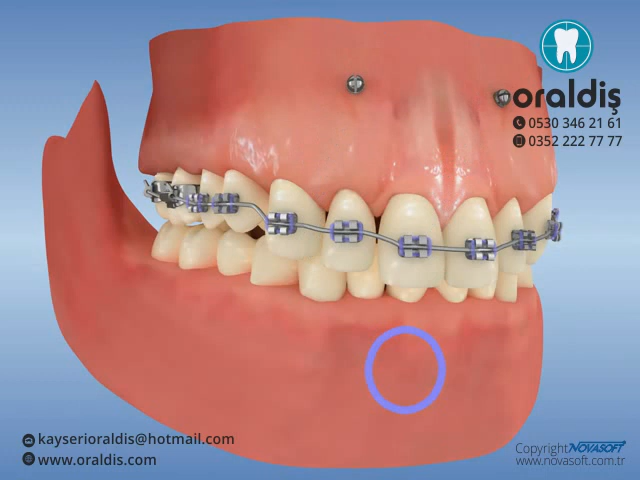 oraldiş
0530 346 21 61
0352 222 77 77
kayserioraldis@hotmail.com
www.oraldis.com
Copyright NOVASOFT
www.novasoft.com.tr